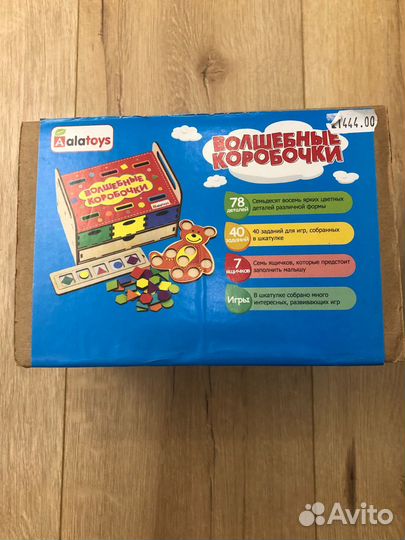 alatoys
1444.00
ВОЛШЕБНЫЕ
КОРОБОЧКИ
ВОЛШЕБНЫЕ
КОРОБОЧКИ
78
деталей
Семьдесят восемь ярких цветных
деталей различной формы
40
заданий
40 заданий для игр, собранных
в шкатулке
7
ящичков
Семь ящичков, которые предстоит
заполнить малышу
Игры
В шкатулке собрано много
интересных, развивающих игр
Avito